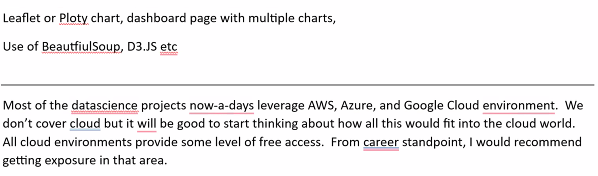 Leaflet or Ploty chart, dashboard page with multiple charts,
Use of BeautfiulSoup, D3.JS etc
Most of the datascience projects now-a-days leverage AWS, Azure, and Google Cloud environment.  We
don't cover cloud but it will be good to start thinking about how all this would fit into the cloud world.
All cloud environments provide some level of free access.  From career standpoint, I would recommend
getting exposure in that area.